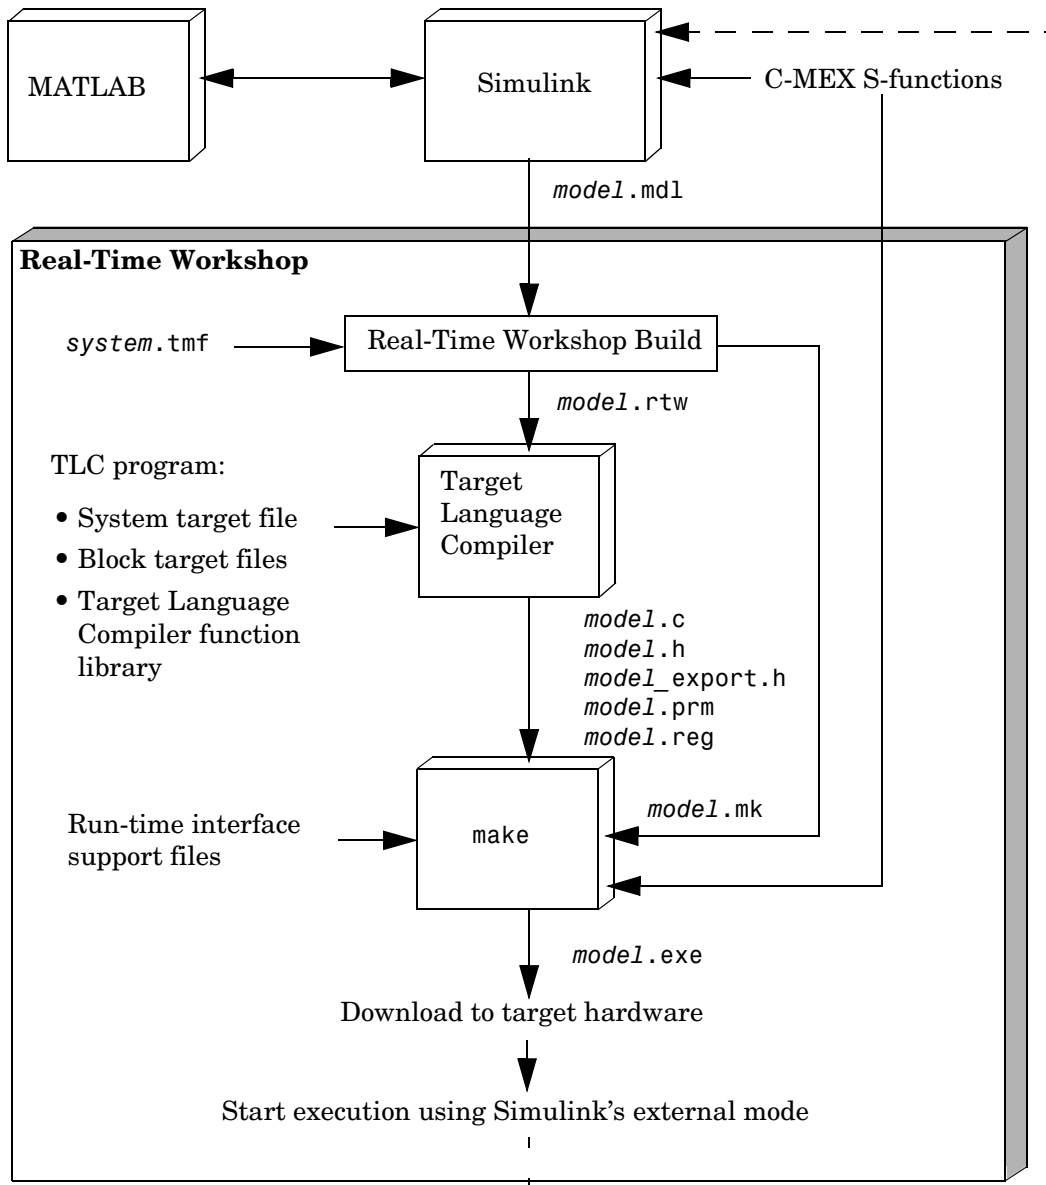 MATLAB
Simulink
C-MEX S-functions
model.mdl
Real-Time Workshop
system.tmf
Real-Time Workshop Build
model.rtw
TLC program:
• System target file
• Block target files
• Target Language
Compiler function
library
Target
Language
Compiler
model.c
model.h
model_export.h
model.prm
model.reg
Run-time interface
support files
make
model.mk
model.exe
Download to target hardware
Start execution using Simulink's external mode